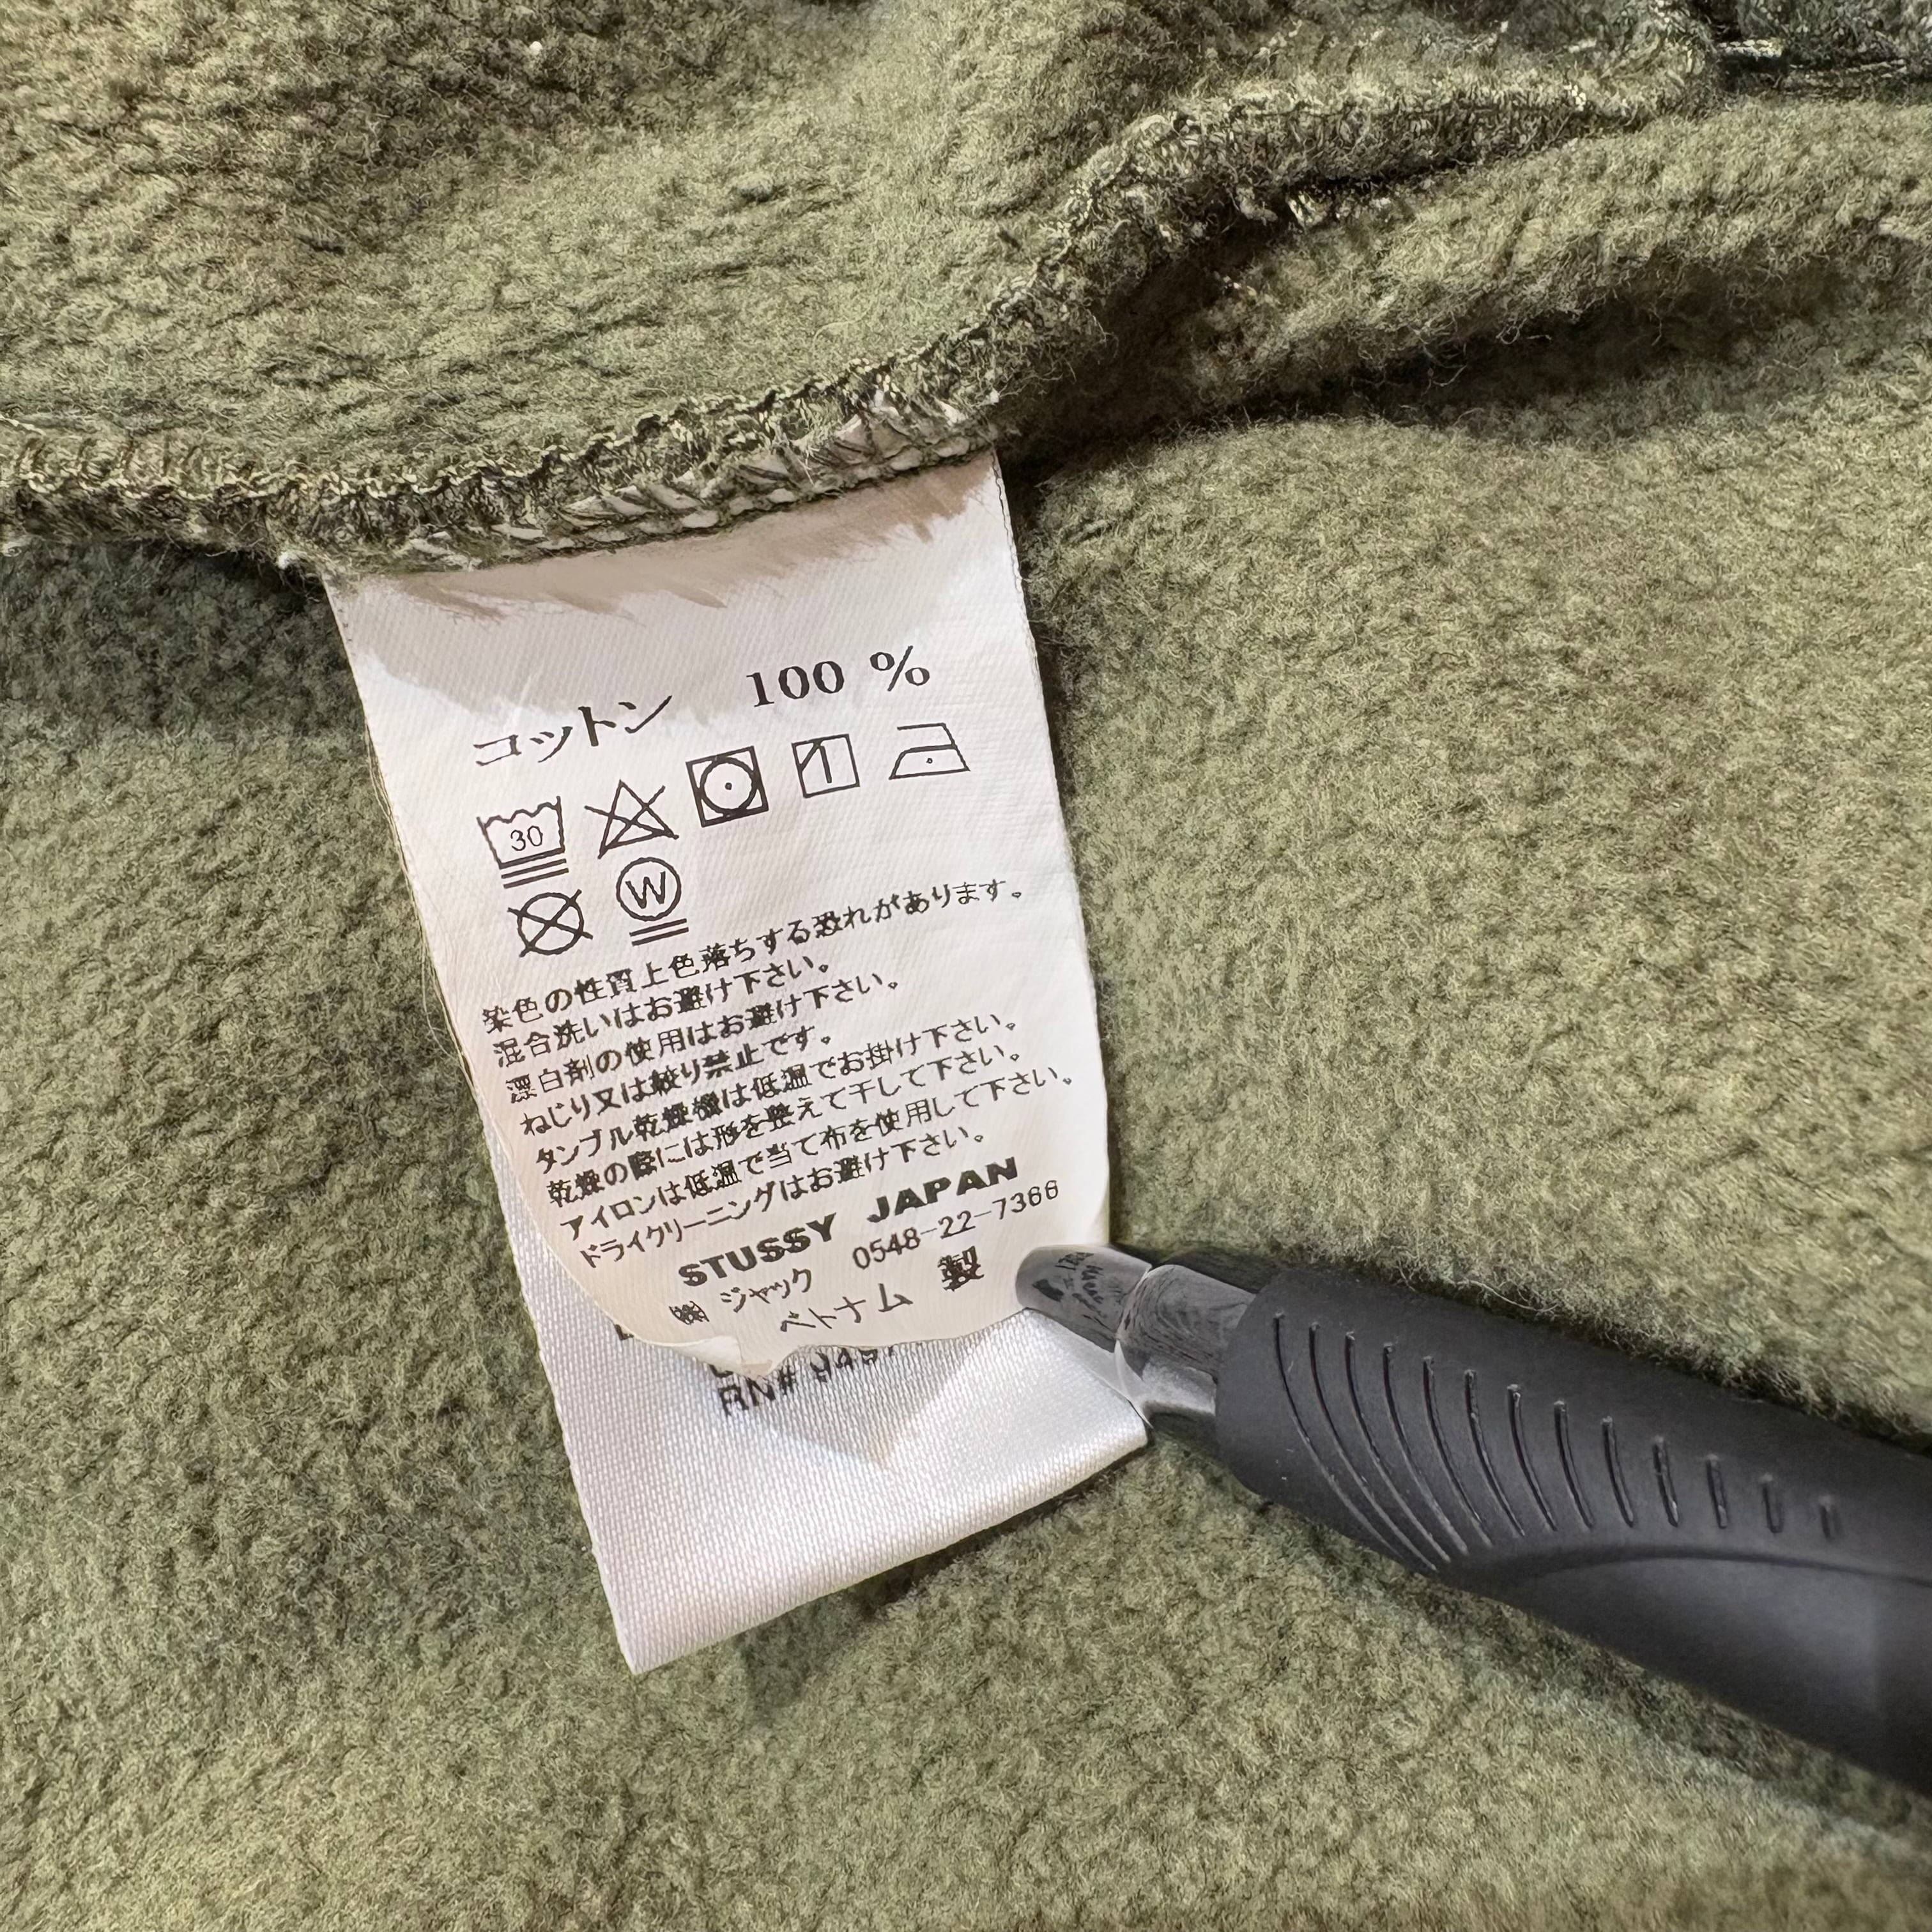 コットン 100 %
30
W
染色の性質上色落ちする恐れがあります。
混合洗いはお避け下さい。
漂白剤の使用はお避け下さい。
ねじり又は絞り禁止です。
タンブル乾燥機は低温でお掛け下さい。
乾燥の際には形を整えて干して下さい。
アイロンは低温で当て布を使用して下さい。
ドライクリーニングはお避け下さい。
STUSSY JAPAN
㈱ ジャック 0548-22-7366
ベトナム 製
RN#